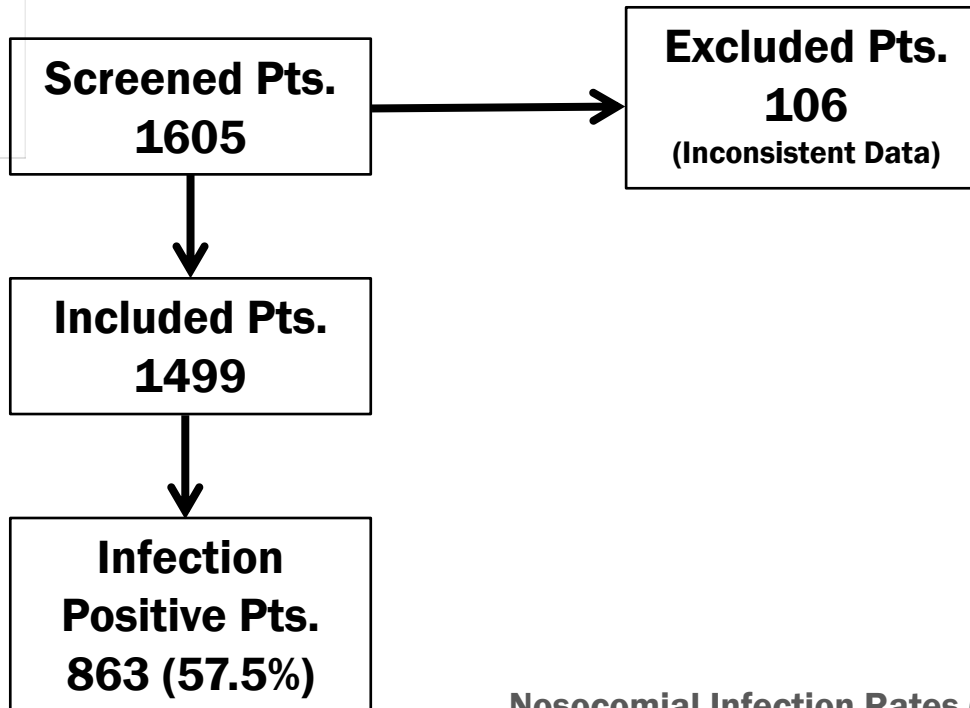 Screened Pts.
1605
Excluded Pts.
106
(Inconsistent Data)
Included Pts.
1499
Infection
Positive Pts.
863 (57.5%)
Nosocomial Infection Rates